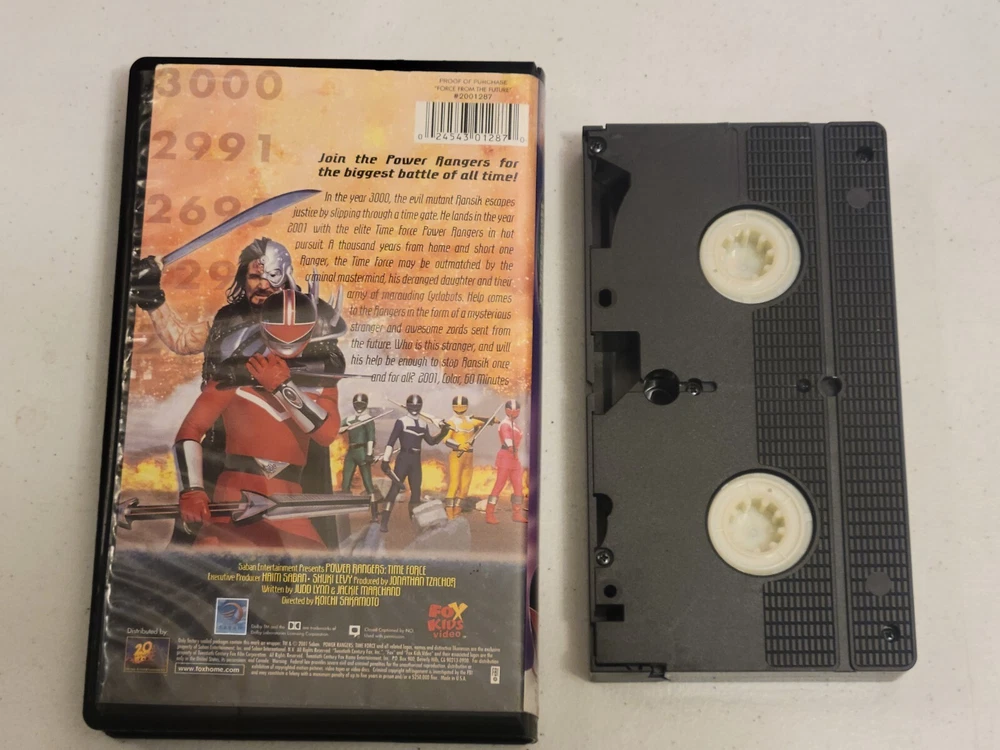 3000
2991
PROOF OF PURCHASE
"FORCE FROM THE FUTURE"
#2001287
0 24543 01287 0
Join the Power Rangers for
the biggest battle of all time!
In the year 3000, the evil mutant Ransik escapes
justice by slipping through a time gate. He lands in the year
2001 with the elite Time Force Power Rangers in hot
pursuit. A thousand years from home and short one
Ranger, the Time Force may be outmatched by the
criminal mastermind, his deranged daughter and their
army of marauding Cyclobots. Help comes
to the Rangers in the form of a mysterious
stranger and awesome zords sent from
the future. Who is this stranger, and will
his help be enough to stop Ransik once
and for all? 2001, Color, 60 Minutes
Saban Entertainment Presents POWER RANGERS: TIME FORCE
Executive Producer HAIM SABAN • SHUKI LEVY Produced by JONATHAN TZACHOR
Written by JUDD LYNN & JACKIE MARCHAND
Directed by KOICHI SAKAMOTO
FOX
KIDS
video
Distributed by:
20
www.foxhome.com